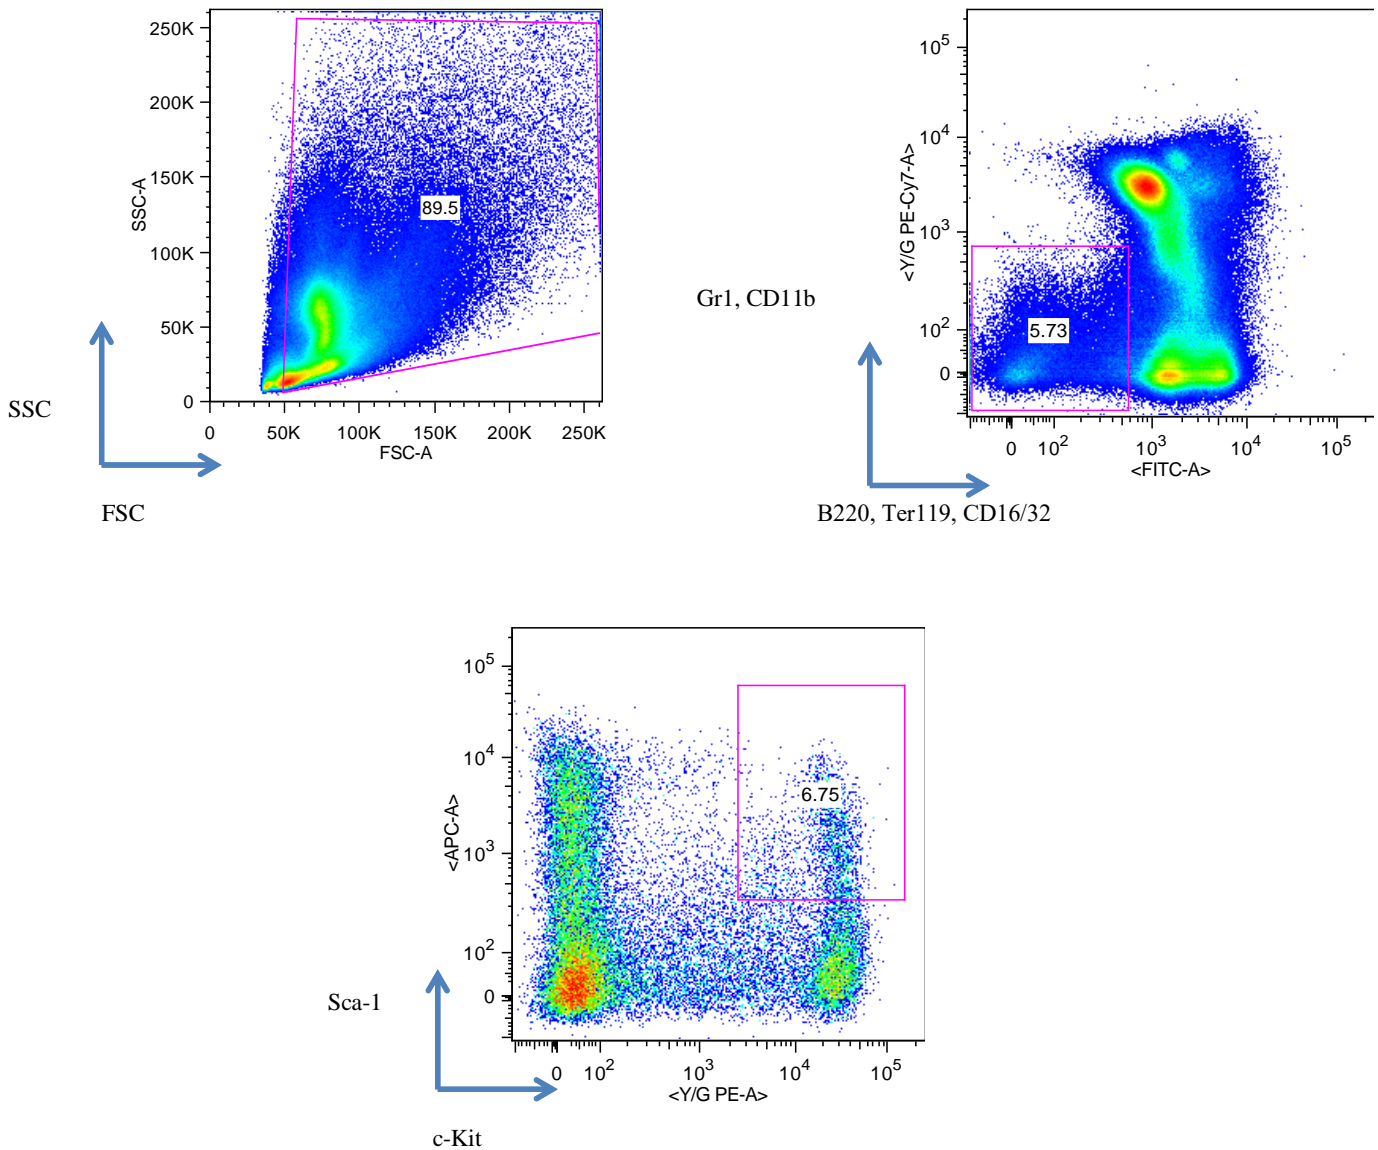 250K
200K
150K
100K
50K
0
SSC-A
89.5
0 50K 100K 150K 200K 250K
FSC-A
SSC
FSC
10^5
10^4
10^3
10^2
0
<Y/G PE-Cy7-A>
5.73
0 10^2 10^3 10^4 10^5
<FITC-A>
Gr1, CD11b
B220, Ter119, CD16/32
10^5
10^4
10^3
10^2
0
<APC-A>
6.75
0 10^2 10^3 10^4 10^5
<Y/G PE-A>
Sca-1
c-Kit